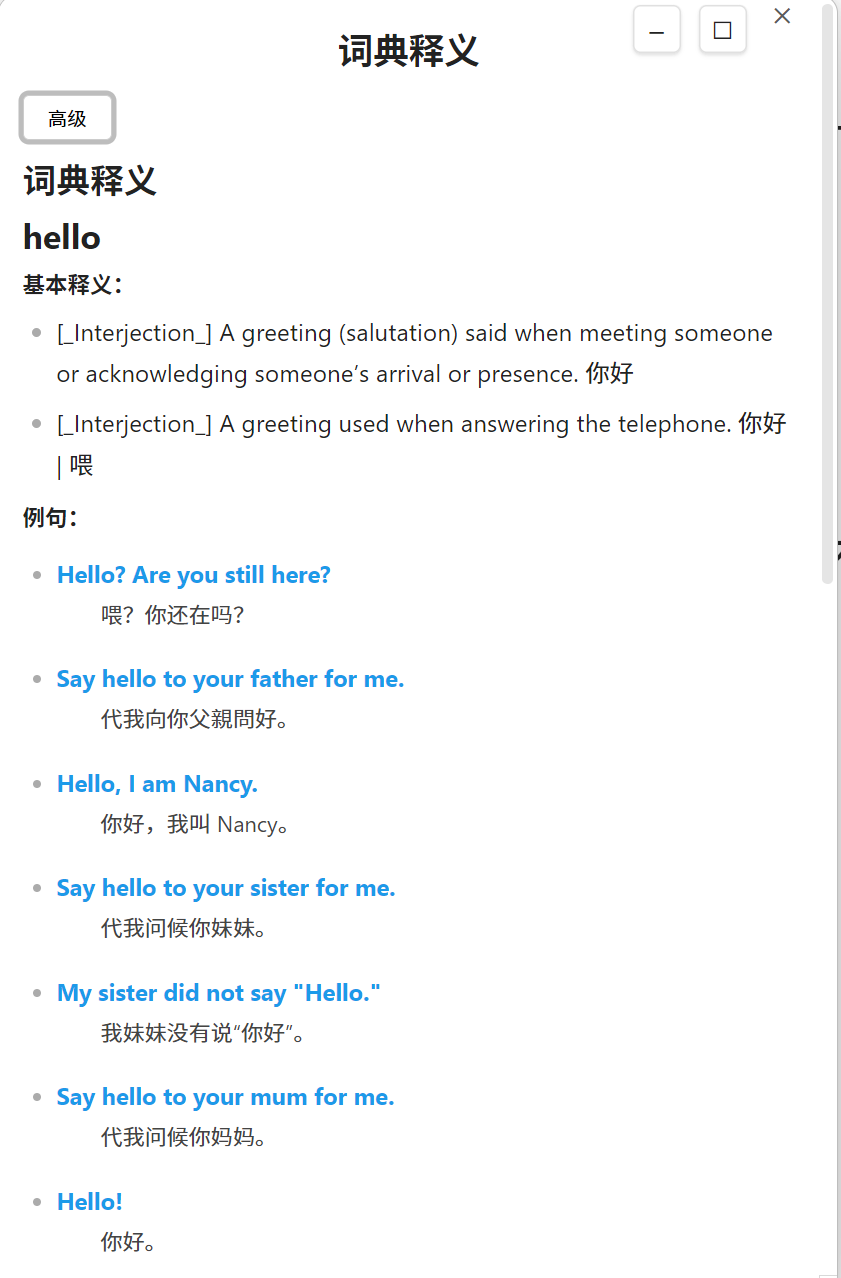 词典释义
高级
词典释义
hello
基本释义：
[_Interjection_] A greeting (salutation) said when meeting someone
or acknowledging someone’s arrival or presence. 你好
[_Interjection_] A greeting used when answering the telephone. 你好
| 喂
例句：
Hello? Are you still here?
喂？你还在吗？
Say hello to your father for me.
代我向你父親問好。
Hello, I am Nancy.
你好，我叫 Nancy。
Say hello to your sister for me.
代我问候你妹妹。
My sister did not say "Hello."
我妹妹没有说“你好”。
Say hello to your mum for me.
代我问候你妈妈。
Hello!
你好。